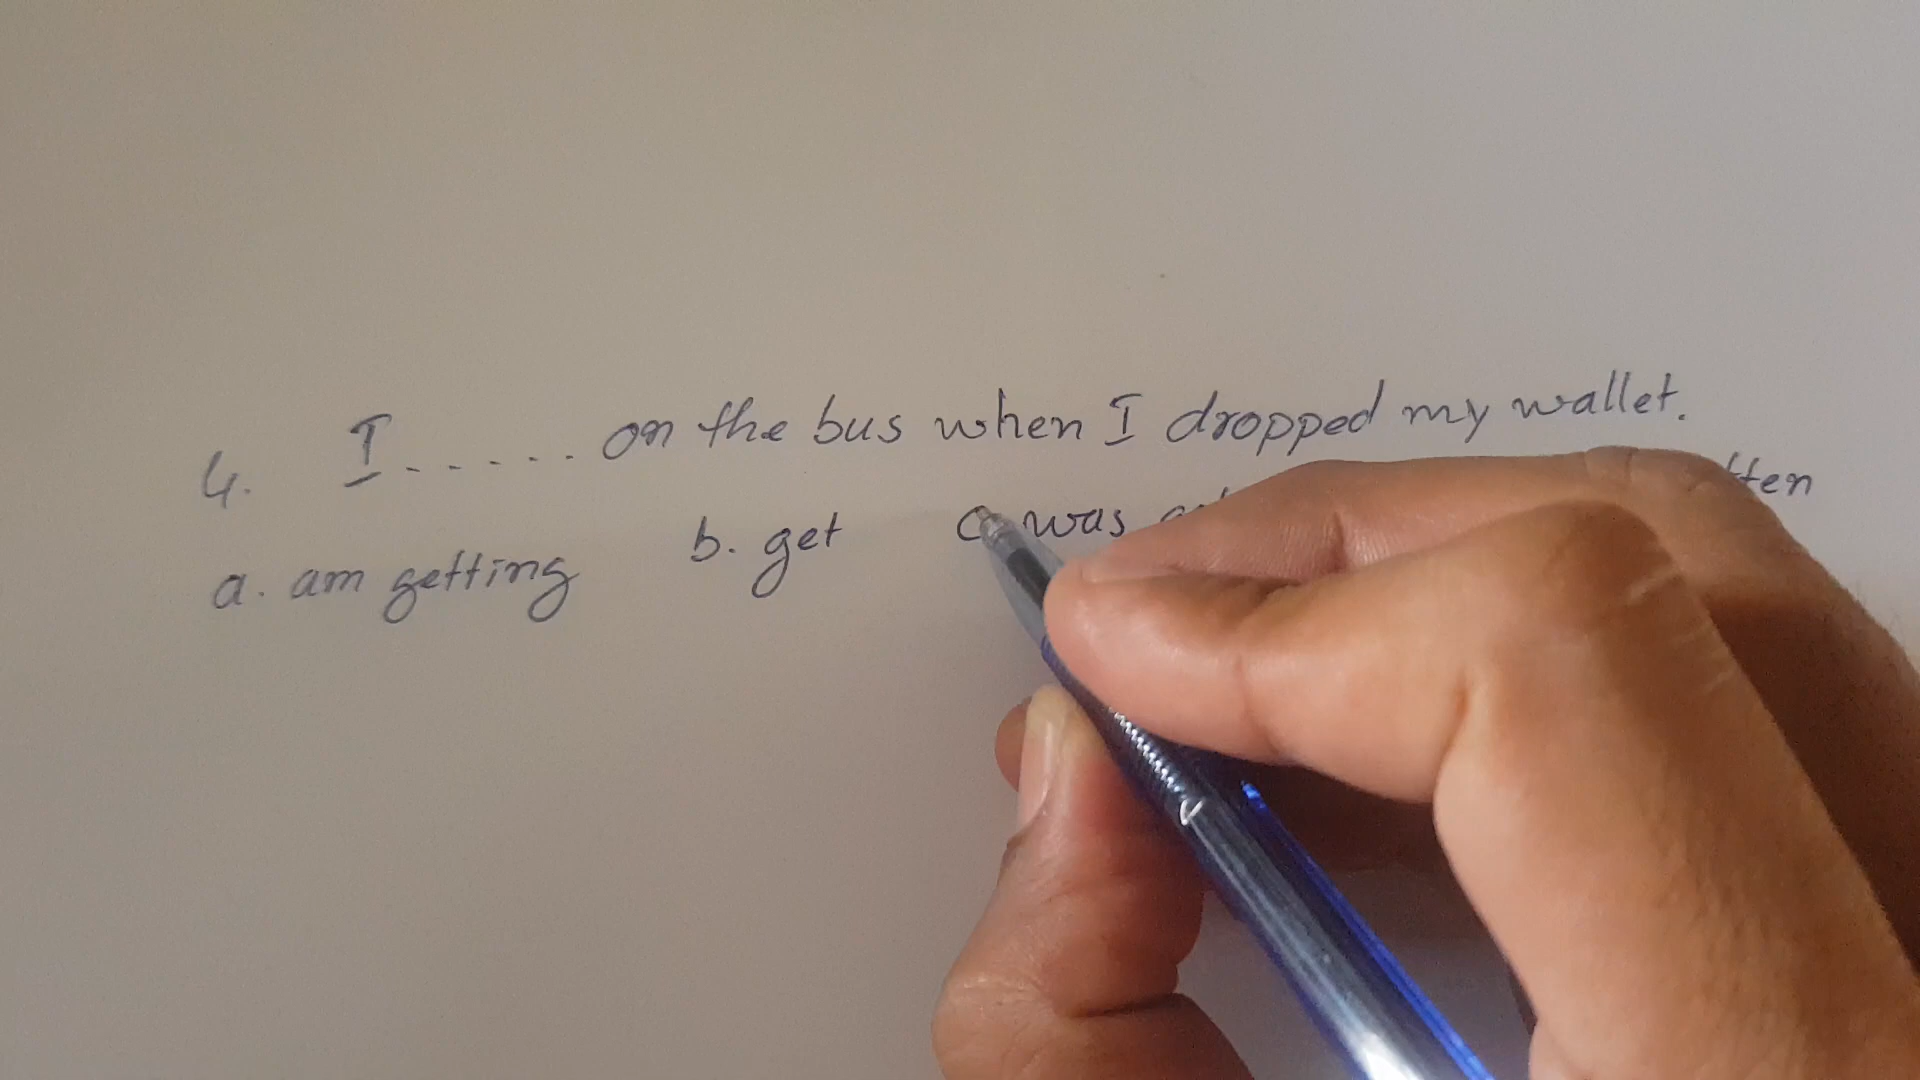 4. I...... on the bus when I dropped my wallet.
a. am getting b. get c. was